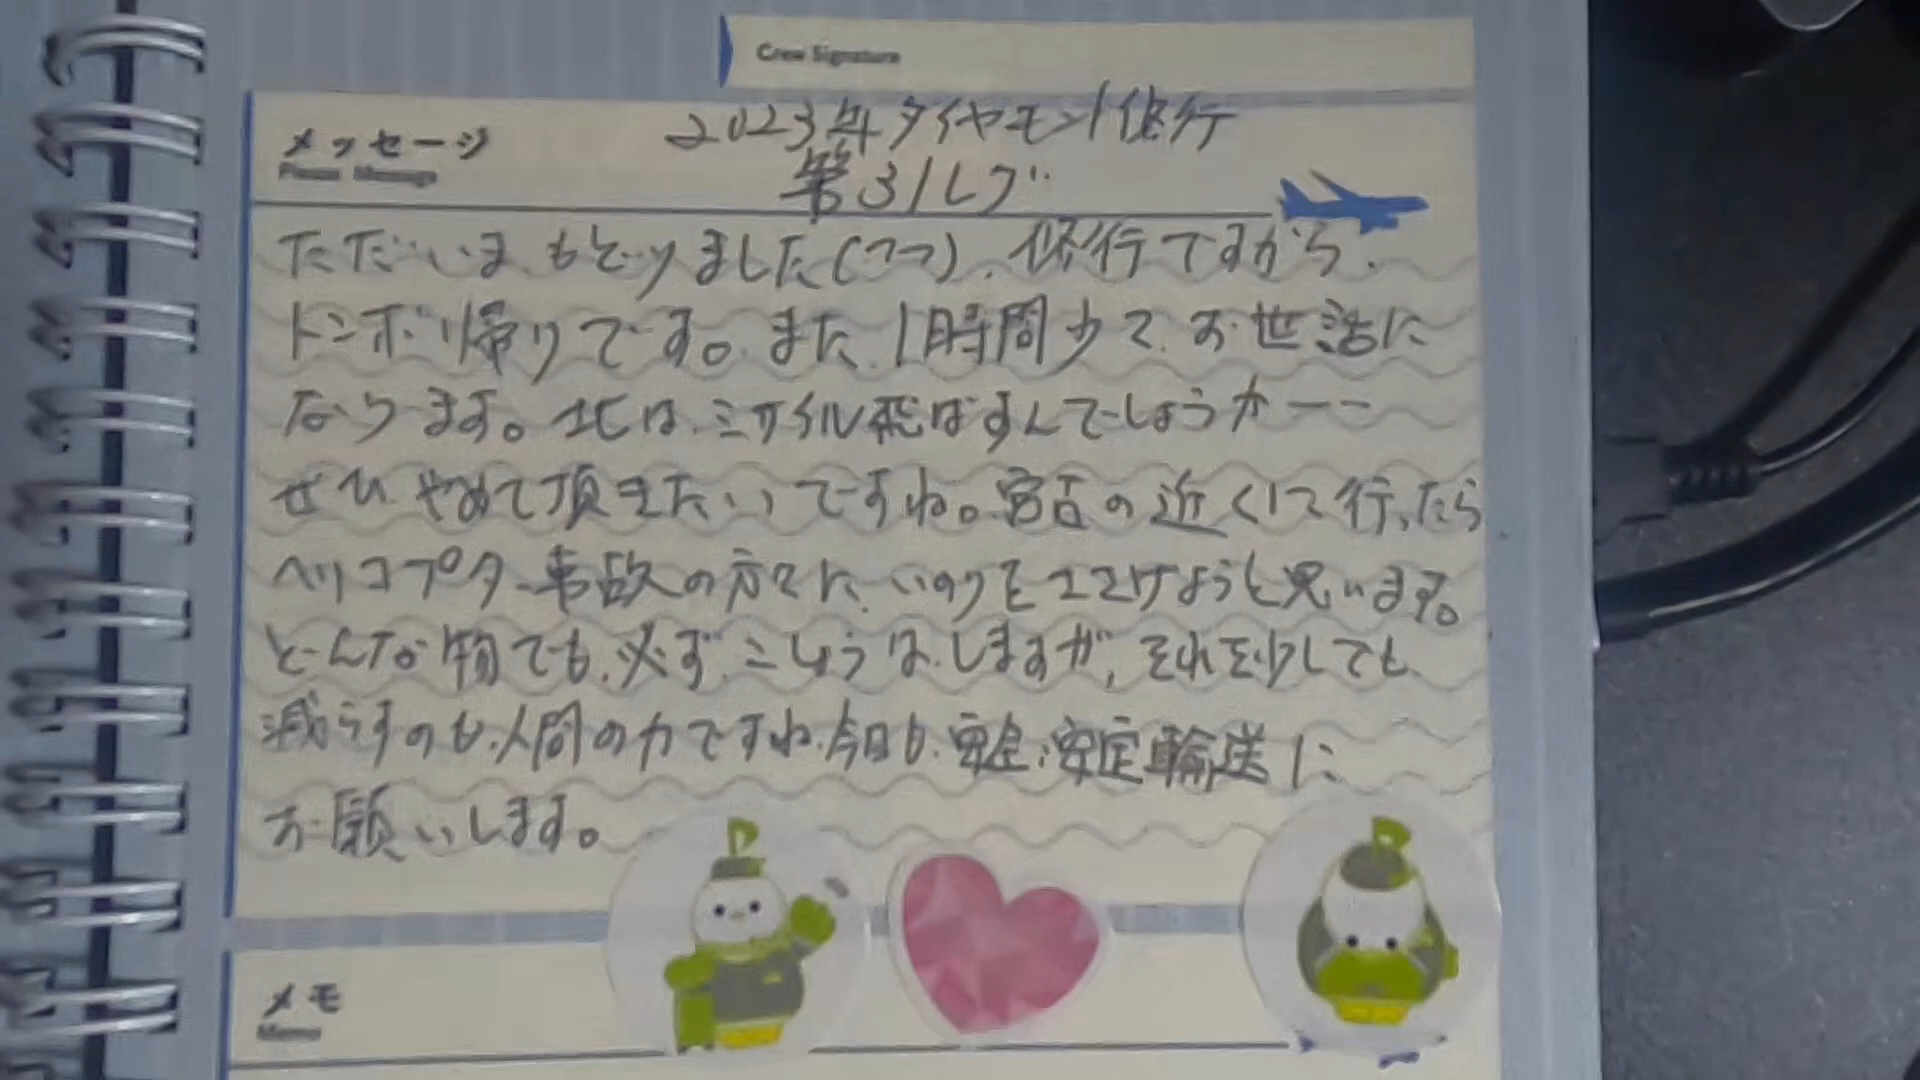 Crew Signature
メッセージ
Please Message
2023年ダイヤモンド修行
第31レグ
ただいまもどりました(^^)、修行ですから、
トンボリ帰りです。また、1時間少々、お世話に
なります。北は、ミサイル飛ばすんでしょうかーー
ぜひ、やめて頂きたいですね。宮古の近くに行ったら
ヘリコプター事故の方々に、いのりをささげようと思います。
どんな物でも、必ず、こしょうは、しますが、それを少しでも
減らすのも、人間の力ですね。今日も、安全、安定輸送に
お願いします。
メモ
Memo